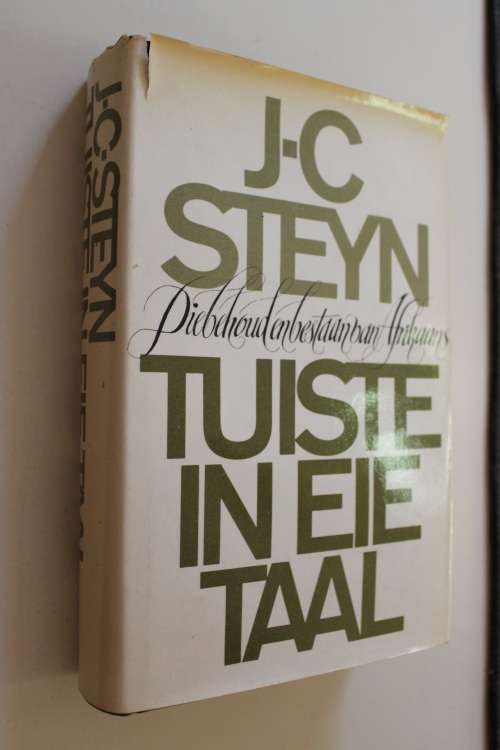 J-C
STEYN
Die behoud en bestaan van Afrikaans
TUISTE
IN EIE
TAAL
J-C-STEYN
TUISTE IN EIE TAAL